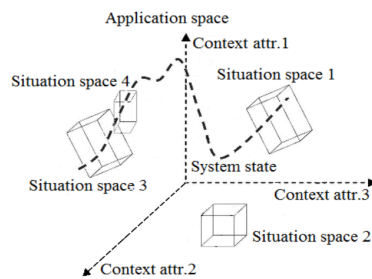 Application space
Context attr.1
Situation space 4
Situation space 1
System state
Situation space 3
Context attr.3
Situation space 2
Context attr.2